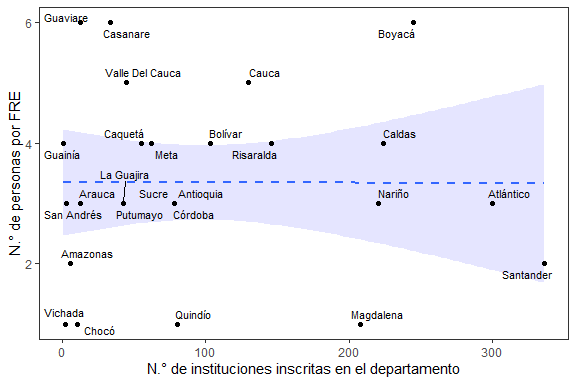 Guaviare
6
Casanare
Boyacá
Valle Del Cauca
Cauca
Caquetá
Bolívar
Caldas
4
Guainía
Meta
Risaralda
La Guajira
Arauca
Sucre
Antioquia
Nariño
Atlántico
San Andrés
Putumayo
Córdoba
Amazonas
2
Santander
Vichada
Quindío
Magdalena
Chocó
0
100
200
300
N.° de personas por FRE
N.° de instituciones inscritas en el departamento